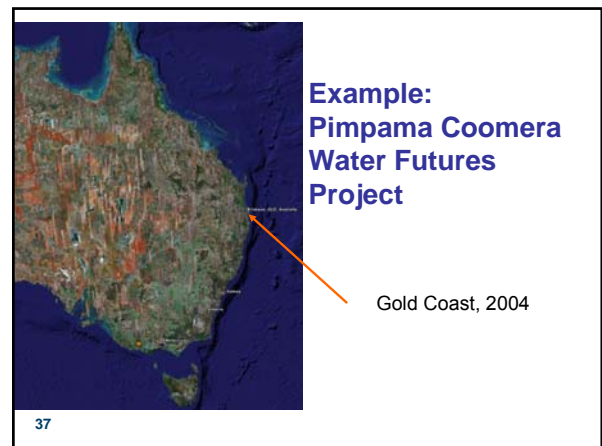 Example:
Pimpama Coomera
Water Futures
Project
Gold Coast, 2004
37